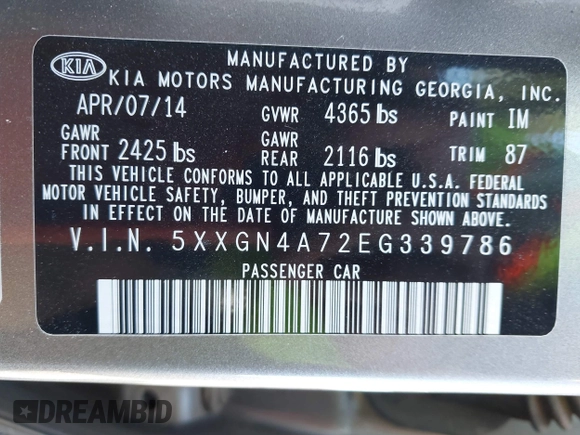 MANUFACTURED BY
KIA KIA MOTORS MANUFACTURING GEORGIA, INC.
APR/07/14 GVWR 4365 lbs PAINT IM
GAWR FRONT 2425 lbs GAWR REAR 2116 lbs TRIM 87
THIS VEHICLE CONFORMS TO ALL APPLICABLE U.S.A. FEDERAL
MOTOR VEHICLE SAFETY, BUMPER, AND THEFT PREVENTION STANDARDS
IN EFFECT ON THE DATE OF MANUFACTURE SHOWN ABOVE.
V.I.N. 5XXGN4A72EG339786
PASSENGER CAR
DREAMBID